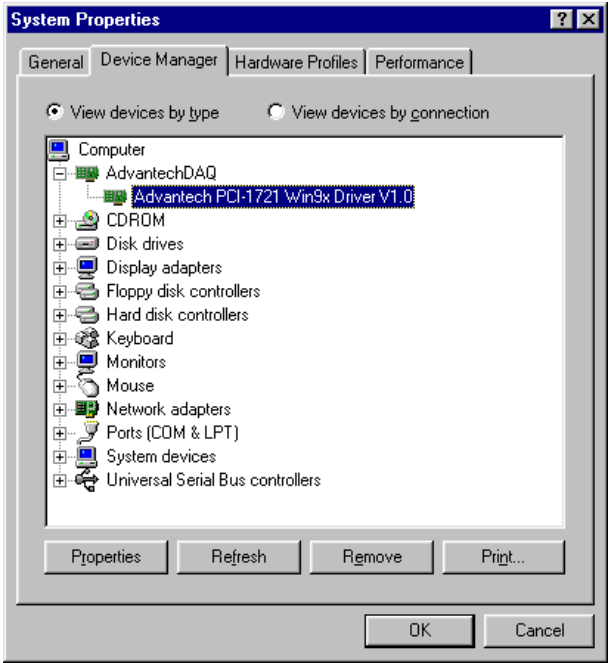 System Properties
General Device Manager Hardware Profiles Performance
View devices by type View devices by connection
Computer
AdvantechDAQ
Advantech PCI-1721 Win9x Driver V1.0
CDROM
Disk drives
Display adapters
Floppy disk controllers
Hard disk controllers
Keyboard
Monitors
Mouse
Network adapters
Ports (COM & LPT)
System devices
Universal Serial Bus controllers
Properties Refresh Remove Print...
OK Cancel